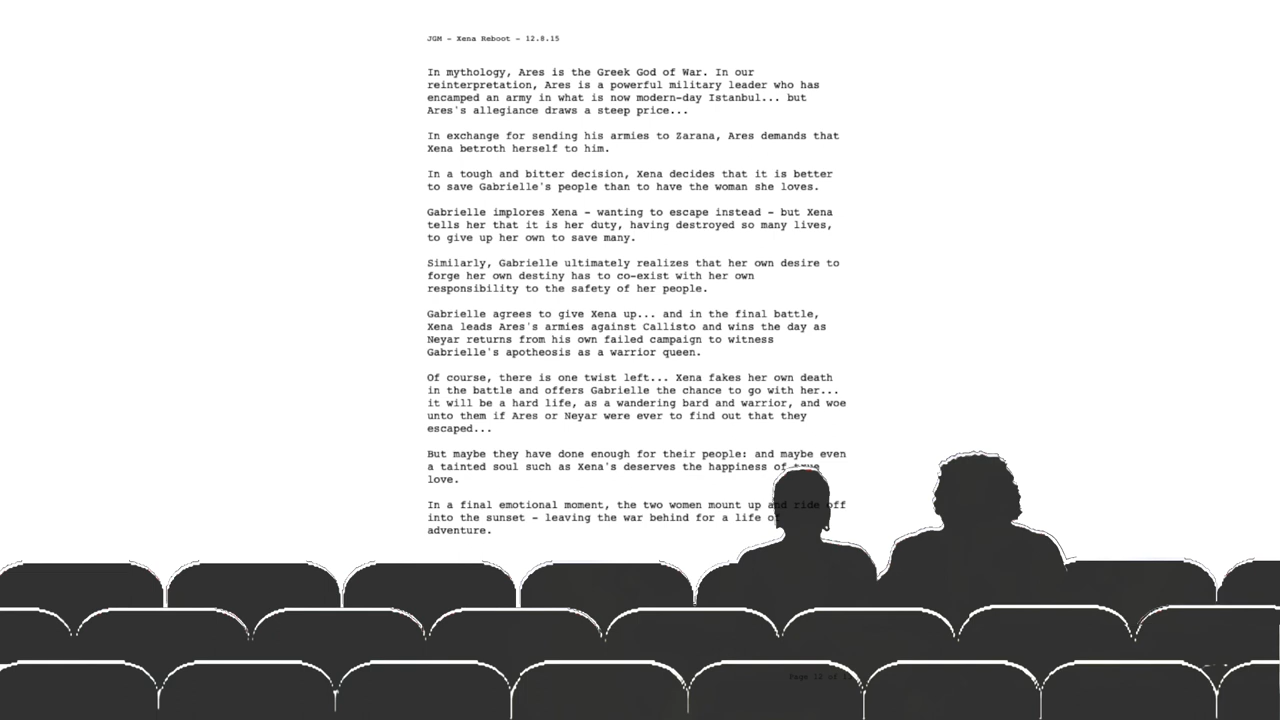 JGM - Xena Reboot - 12.8.15
In mythology, Ares is the Greek God of War. In our
reinterpretation, Ares is a powerful military leader who has
encamped an army in what is now modern-day Istanbul... but
Ares's allegiance draws a steep price...
In exchange for sending his armies to Zarana, Ares demands that
Xena betroth herself to him.
In a tough and bitter decision, Xena decides that it is better
to save Gabrielle's people than to have the woman she loves.
Gabrielle implores Xena - wanting to escape instead - but Xena
tells her that it is her duty, having destroyed so many lives,
to give up her own to save many.
Similarly, Gabrielle ultimately realizes that her own desire to
forge her own destiny has to co-exist with her own
responsibility to the safety of her people.
Gabrielle agrees to give Xena up... and in the final battle,
Xena leads Ares's armies against Callisto and wins the day as
Neyar returns from his own failed campaign to witness
Gabrielle's apotheosis as a warrior queen.
Of course, there is one twist left... Xena fakes her own death
in the battle and offers Gabrielle the chance to go with her...
it will be a hard life, as a wandering bard and warrior, and woe
unto them if Ares or Neyar were ever to find out that they
escaped...
But maybe they have done enough for their people: and maybe even
a tainted soul such as Xena's deserves the happiness of true
love.
In a final emotional moment, the two women mount up and ride off
into the sunset - leaving the war behind for a life of
adventure.
Page 12 of